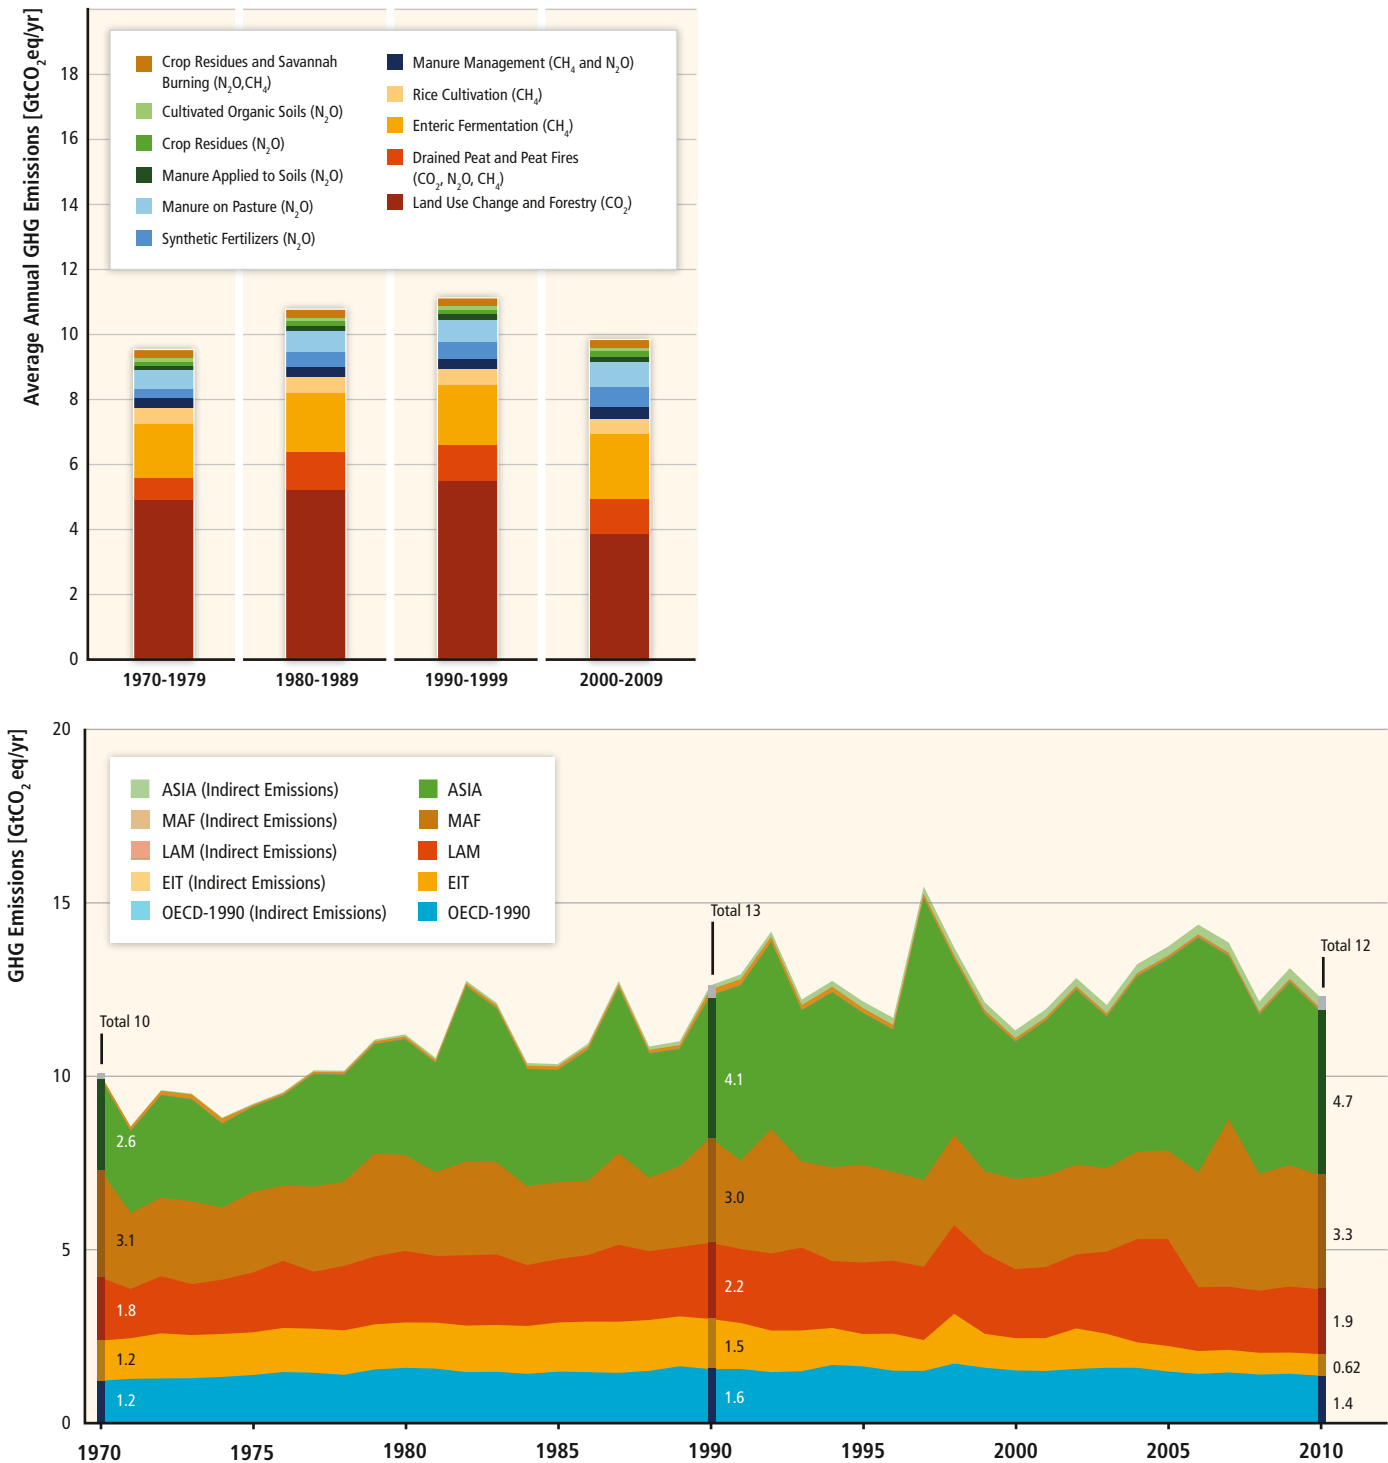 Average Annual GHG Emissions [GtCO2eq/yr]
18
16
14
12
10
8
6
4
2
0
Crop Residues and Savannah
Burning (N2O,CH4)
Cultivated Organic Soils (N2O)
Crop Residues (N2O)
Manure Applied to Soils (N2O)
Manure on Pasture (N2O)
Synthetic Fertilizers (N2O)
Manure Management (CH4 and N2O)
Rice Cultivation (CH4)
Enteric Fermentation (CH4)
Drained Peat and Peat Fires
(CO2, N2O, CH4)
Land Use Change and Forestry (CO2)
1970-1979 1980-1989 1990-1999 2000-2009
GHG Emissions [GtCO2 eq/yr]
20
15
10
5
0
ASIA (Indirect Emissions)
MAF (Indirect Emissions)
LAM (Indirect Emissions)
EIT (Indirect Emissions)
OECD-1990 (Indirect Emissions)
ASIA
MAF
LAM
EIT
OECD-1990
Total 10
2.6
3.1
1.8
1.2
1.2
Total 13
4.1
3.0
2.2
1.5
1.6
Total 12
4.7
3.3
1.9
0.62
1.4
1970 1975 1980 1985 1990 1995 2000 2005 2010